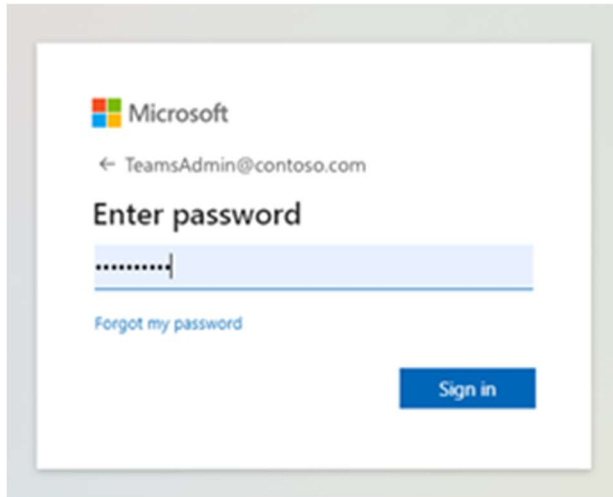 Microsoft
← TeamsAdmin@contoso.com
Enter password
••••••••••
Forgot my password
Sign in